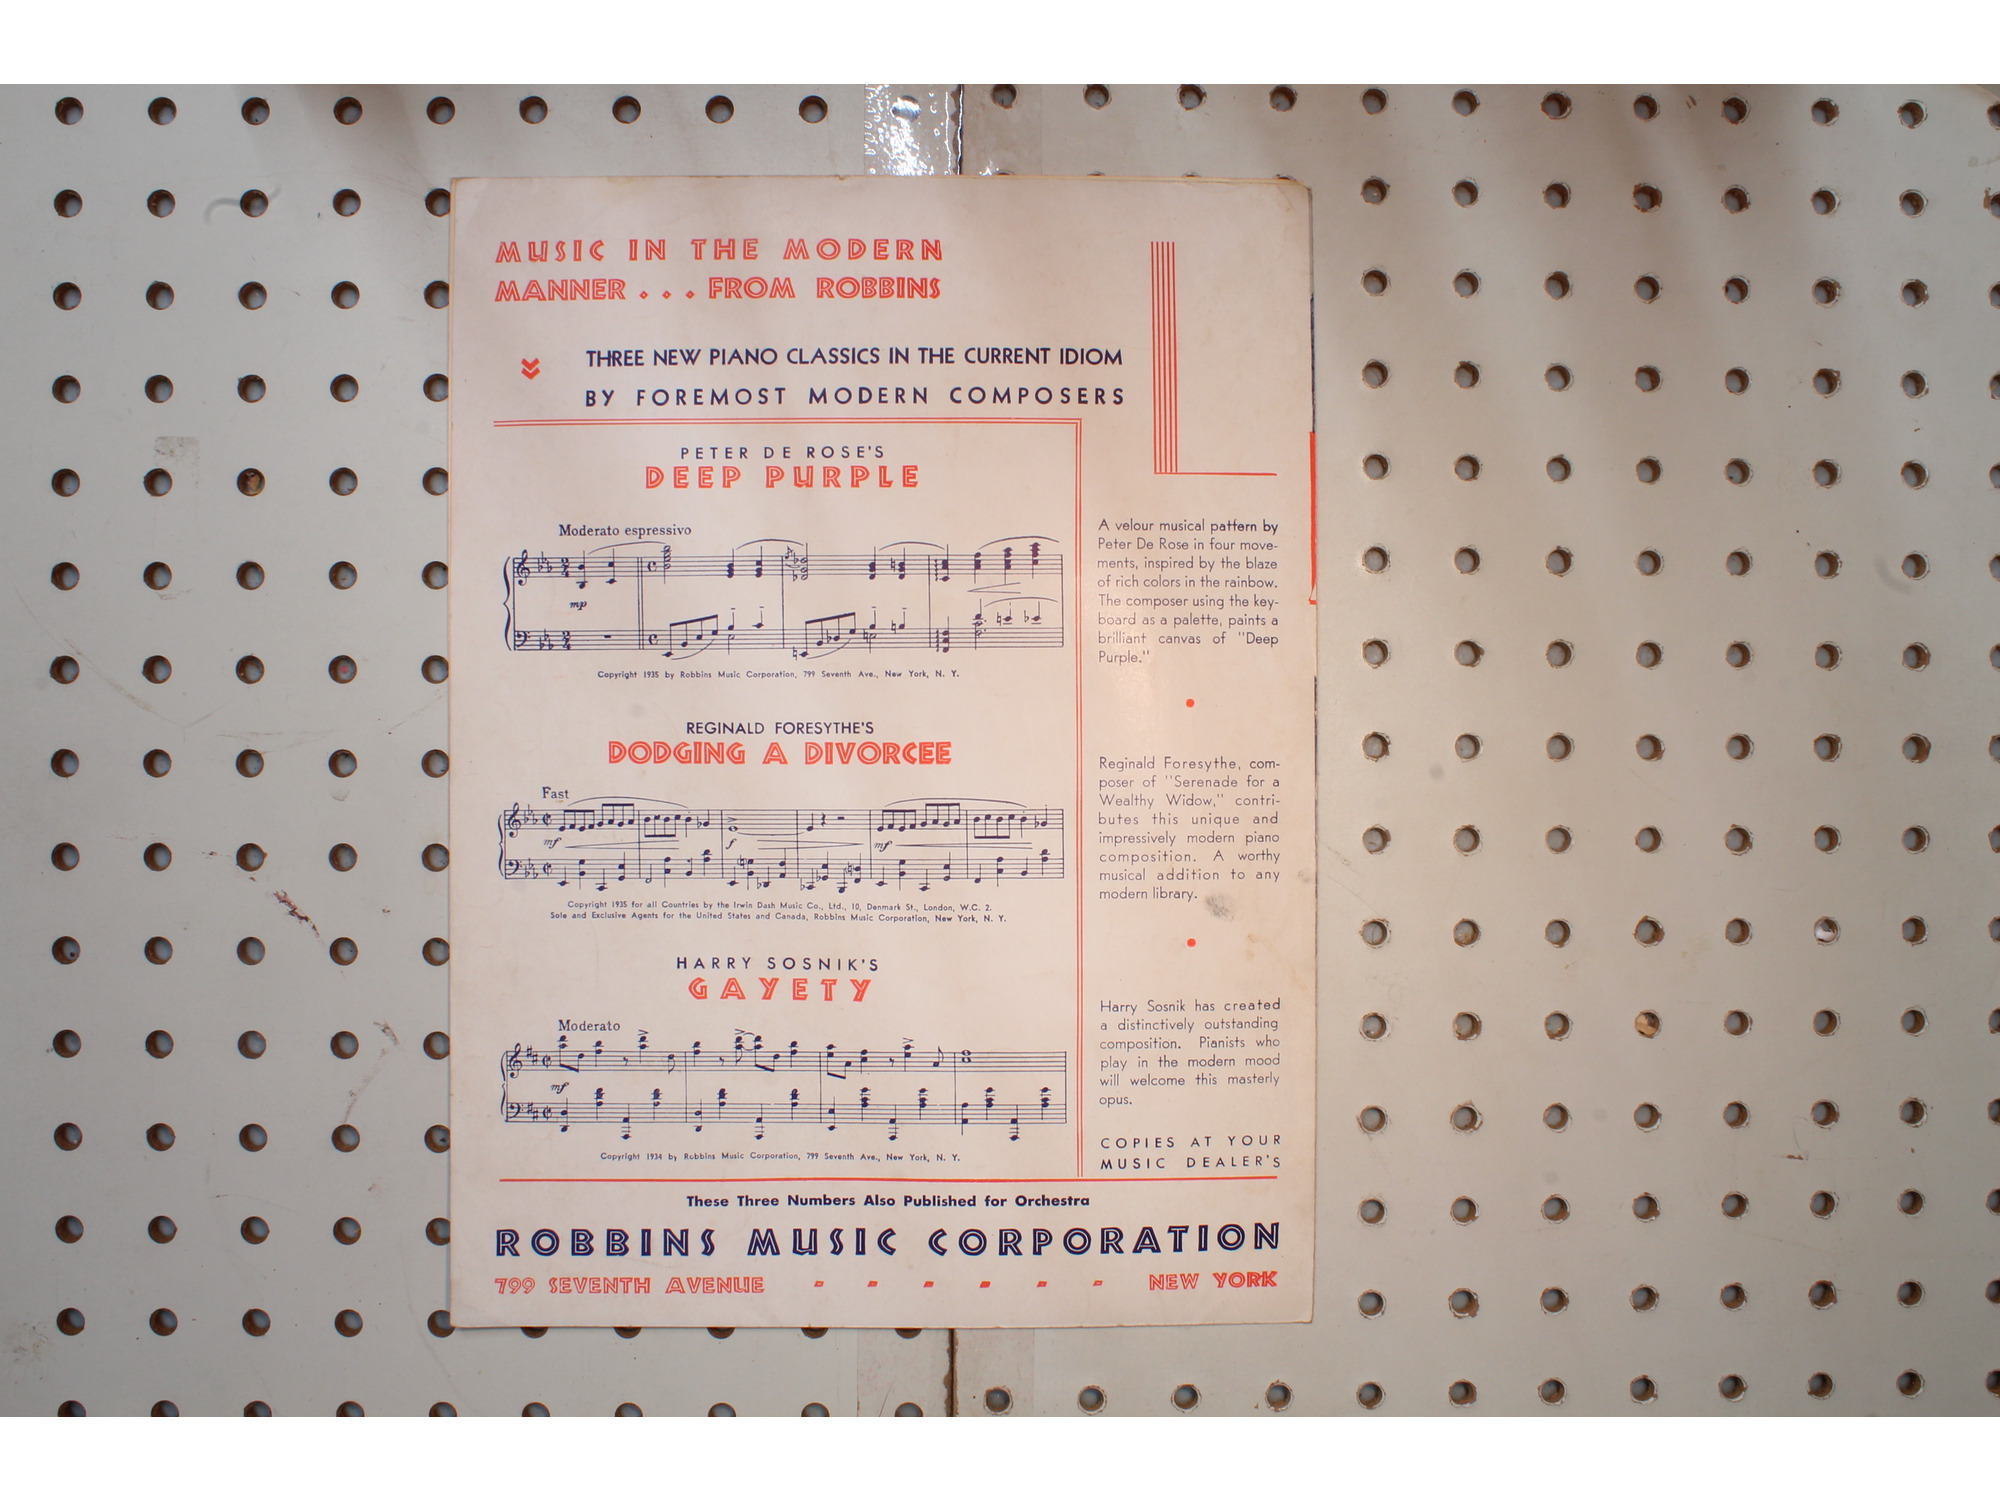 MUSIC IN THE MODERN
MANNER . . . FROM ROBBINS
THREE NEW PIANO CLASSICS IN THE CURRENT IDIOM
BY FOREMOST MODERN COMPOSERS
PETER DE ROSE'S
DEEP PURPLE
Moderato espressivo
mp
Copyright 1935 by Robbins Music Corporation, 799 Seventh Ave., New York, N. Y.
A velour musical pattern by
Peter De Rose in four move-
ments, inspired by the blaze
of rich colors in the rainbow.
The composer using the key-
board as a palette, paints a
brilliant canvas of "Deep
Purple."
REGINALD FORESYTHE'S
DODGING A DIVORCEE
Fast
mf f mf
Copyright 1935 for all Countries by the Irwin Dash Music Co., Ltd., 10, Denmark St., London, W.C. 2.
Sole and Exclusive Agents for the United States and Canada, Robbins Music Corporation, New York, N. Y.
Reginald Foresythe, com-
poser of "Serenade for a
Wealthy Widow," contri-
butes this unique and
impressively modern piano
composition. A worthy
musical addition to any
modern library.
HARRY SOSNIK'S
GAYETY
Moderato
mf
Copyright 1934 by Robbins Music Corporation, 799 Seventh Ave., New York, N. Y.
Harry Sosnik has created
a distinctively outstanding
composition. Pianists who
play in the modern mood
will welcome this masterly
opus.
COPIES AT YOUR
MUSIC DEALER'S
These Three Numbers Also Published for Orchestra
ROBBINS MUSIC CORPORATION
799 SEVENTH AVENUE - - - - - - NEW YORK